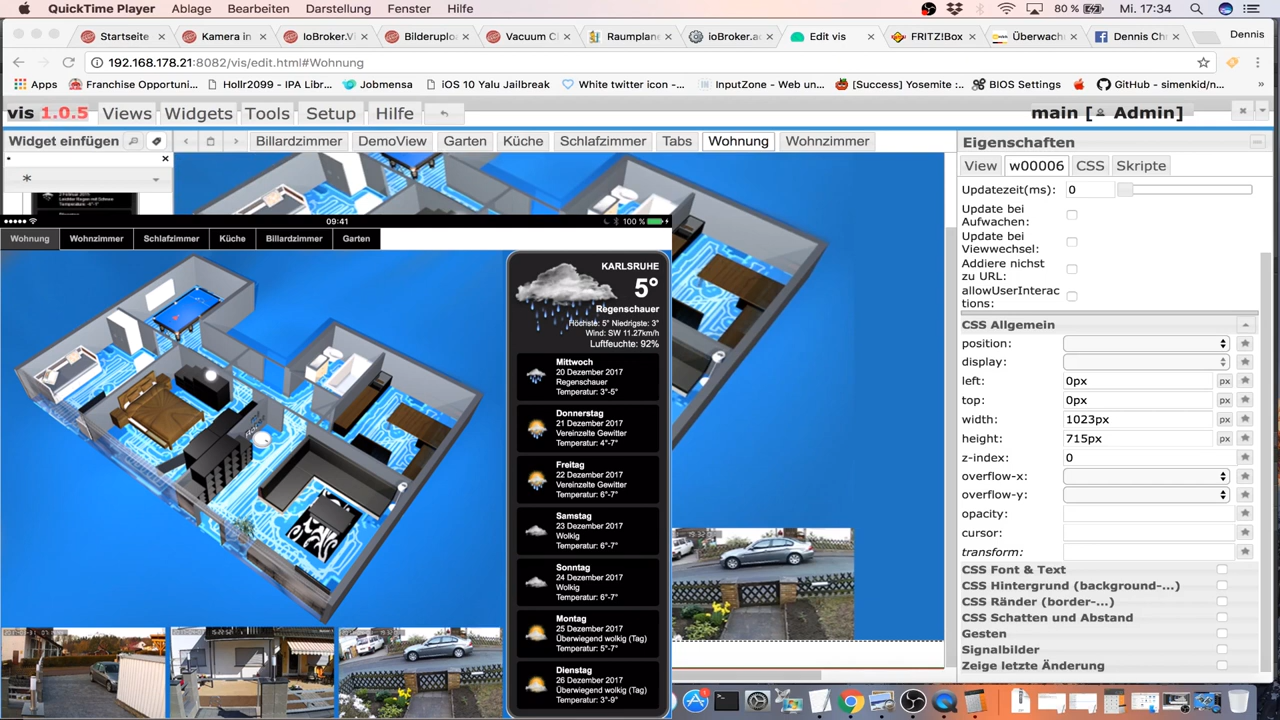 QuickTime Player Ablage Bearbeiten Darstellung Fenster Hilfe 80 % Mi. 17:34
Startseite Kamera in IoBroker.Vi Bilderuplo Vacuum Cl Raumplane ioBroker.ad Edit vis FRITZ!Box Überwach Dennis Ch Dennis
192.168.178.21:8082/vis/edit.html#Wohnung
Apps Franchise Opportuni... Hollr2099 - IPA Libr... Jobmensa iOS 10 Yalu Jailbreak White twitter icon -... InputZone - Web un... [Success] Yosemite :... BIOS Settings GitHub - simenkid/n...
vis 1.0.5 Views Widgets Tools Setup Hilfe main [ Admin]
Widget einfügen Billardzimmer DemoView Garten Küche Schlafzimmer Tabs Wohnung Wohnzimmer Eigenschaften
View w00006 CSS Skripte
*
Updatezeit(ms): 0
Update bei
Aufwachen:
Update bei
Viewwechsel:
Addiere nichst
zu URL:
allowUserInterac
tions:
CSS Allgemein
position:
display:
left: 0px px
top: 0px px
width: 1023px px
height: 715px px
z-index: 0
overflow-x:
overflow-y:
opacity:
cursor:
transform:
CSS Font & Text
CSS Hintergrund (background-...)
CSS Ränder (border-...)
CSS Schatten und Abstand
Gesten
Signalbilder
Zeige letzte Änderung
09:41 100 %
Wohnung Wohnzimmer Schlafzimmer Küche Billardzimmer Garten
KARLSRUHE
5°
Regenschauer
Höchste: 5° Niedrigste: 3°
Wind: SW 11.27km/h
Luftfeuchte: 92%
Mittwoch
20 Dezember 2017
Regenschauer
Temperatur: 3°-5°
Donnerstag
21 Dezember 2017
Vereinzelte Gewitter
Temperatur: 4°-7°
Freitag
22 Dezember 2017
Vereinzelte Gewitter
Temperatur: 6°-7°
Samstag
23 Dezember 2017
Wolkig
Temperatur: 6°-7°
Sonntag
24 Dezember 2017
Wolkig
Temperatur: 6°-7°
Montag
25 Dezember 2017
Überwiegend wolkig (Tag)
Temperatur: 5°-7°
Dienstag
26 Dezember 2017
Überwiegend wolkig (Tag)
Temperatur: 3°-9°